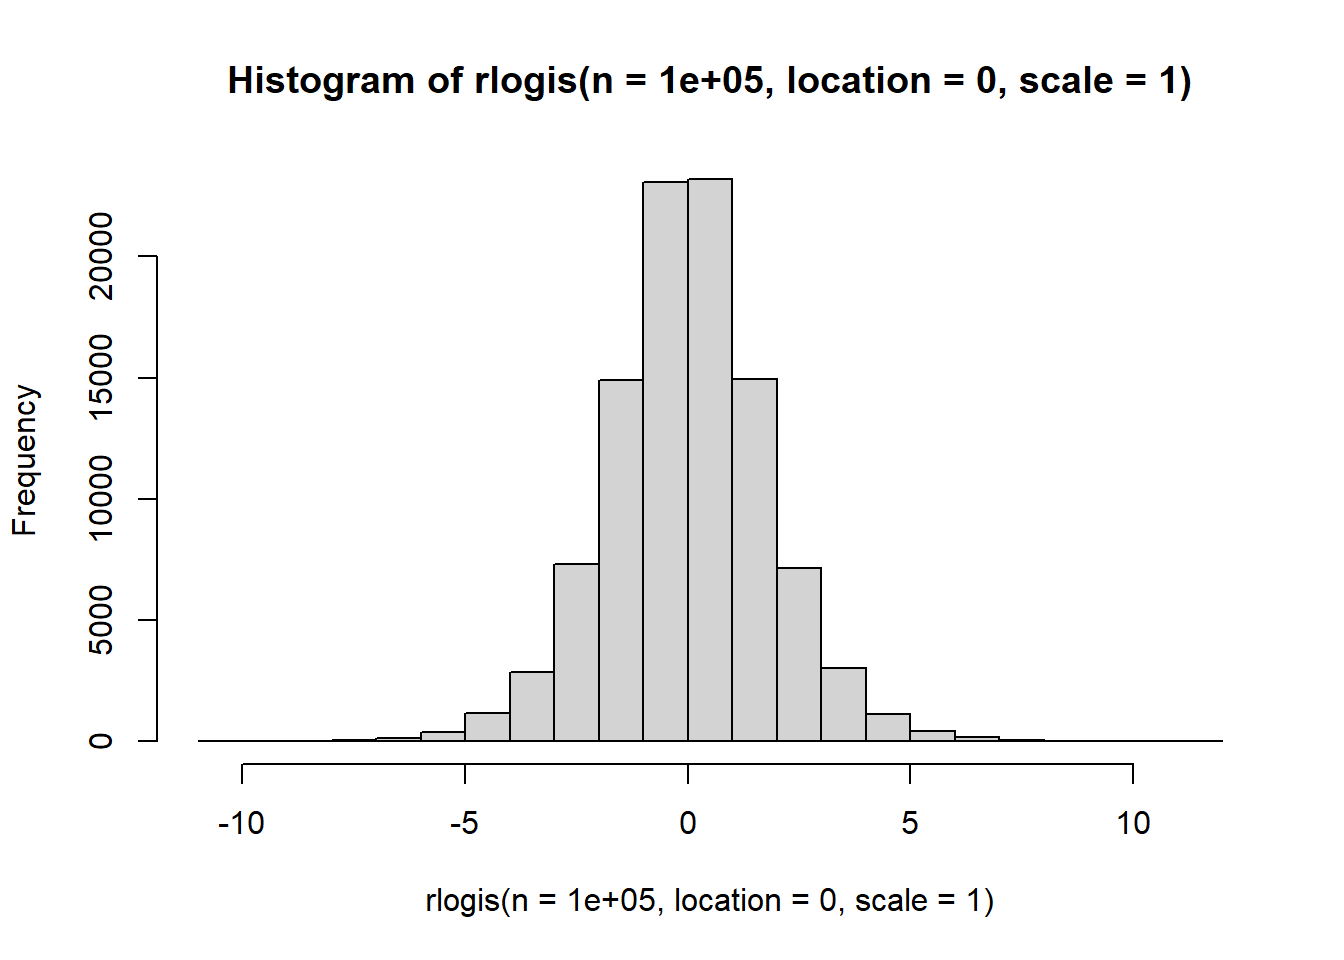 Histogram of rlogis(n = 1e+05, location = 0, scale = 1)
Frequency
20000
15000
10000
5000
0
-10 -5 0 5 10
rlogis(n = 1e+05, location = 0, scale = 1)